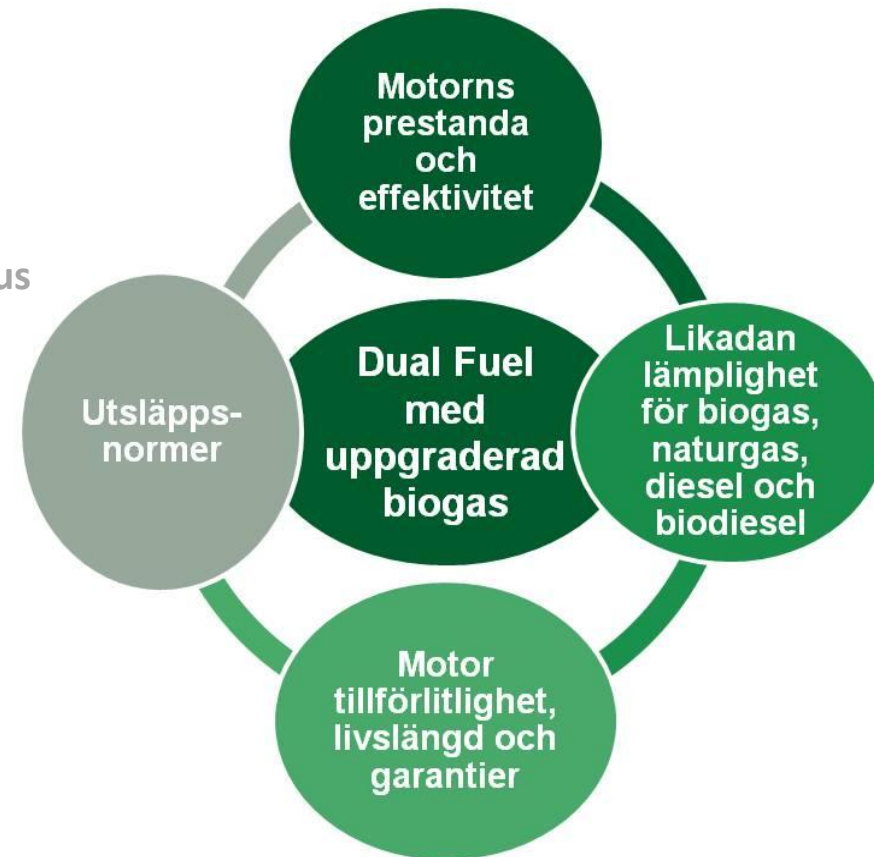 Motorns
prestanda
och
effektivitet
us
Utsläpps-
normer
Dual Fuel
med
uppgraderad
biogas
Likadan
lämplighet
för biogas,
naturgas,
diesel och
biodiesel
Motor
tillförlitlighet,
livslängd och
garantier